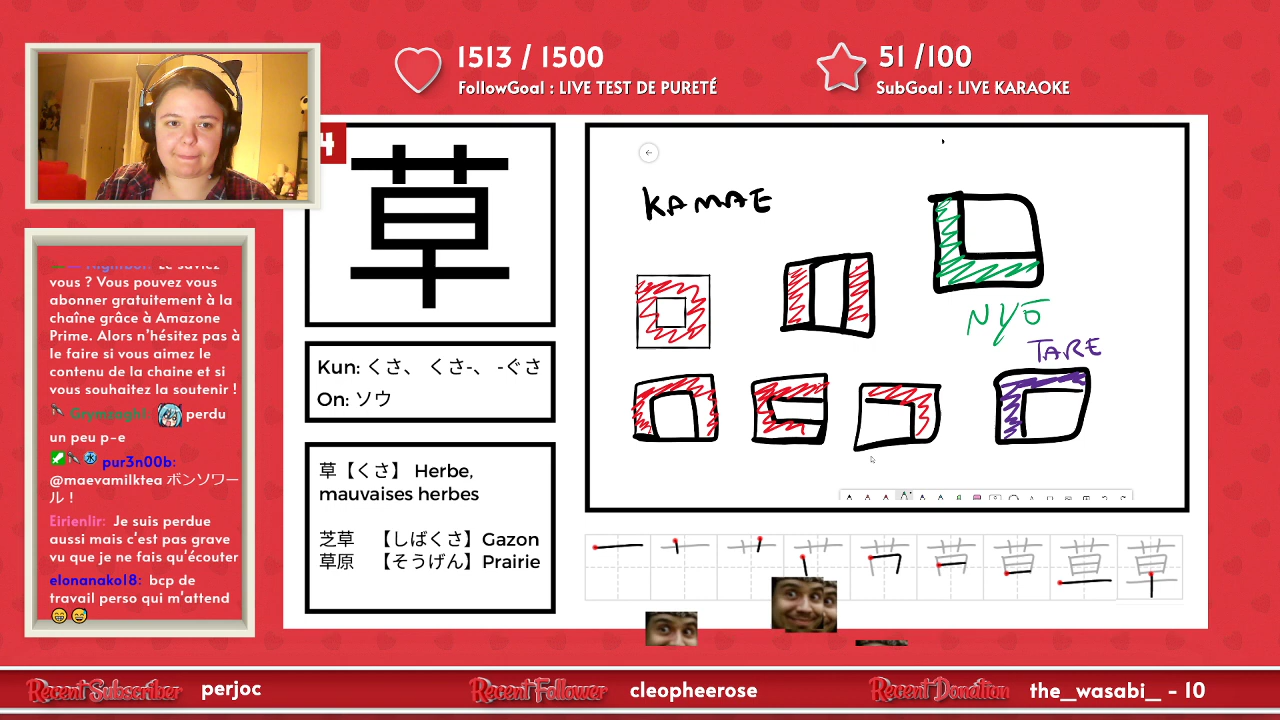 1513 / 1500
FollowGoal : LIVE TEST DE PURETÉ
51 /100
SubGoal : LIVE KARAOKE
4
草
Kun: くさ、 くさ-、 -ぐさ
On: ソウ
草【くさ】 Herbe,
mauvaises herbes
芝草 【しばくさ】Gazon
草原 【そうげん】Prairie
KAMAE
NYŌ
TARE
vous ? Vous pouvez vous
abonner gratuitement à la
chaîne grâce à Amazone
Prime. Alors n'hésitez pas à
le faire si vous aimez le
contenu de la chaine et si
vous souhaitez la soutenir !
Grymaugh1: perdu
un peu p-e
水 pur3n00b:
@maevamilktea ボンソワー
ル！
Eirienlir: Je suis perdue
aussi mais c'est pas grave
vu que je ne fais qu'écouter
elonanako18: bcp de
travail perso qui m'attend
草
Recent Subscriber perjoc
Recent Follower cleopheerose
Recent Donation the_wasabi_ - 10